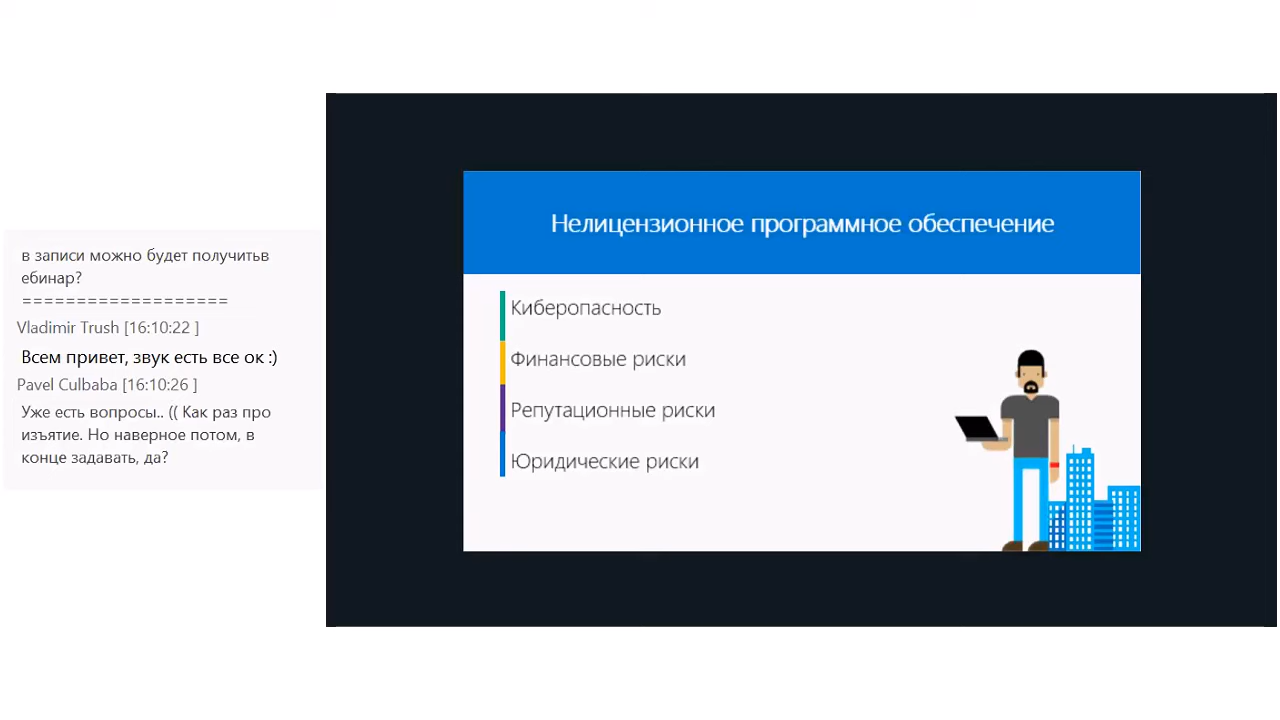 в записи можно будет получитьв
ебинар?
===================
Vladimir Trush [16:10:22 ]
Всем привет, звук есть все ок :)
Pavel Culbaba [16:10:26 ]
Уже есть вопросы.. (( Как раз про
изъятие. Но наверное потом, в
конце задавать, да?
Нелицензионное программное обеспечение
Киберопасность
Финансовые риски
Репутационные риски
Юридические риски